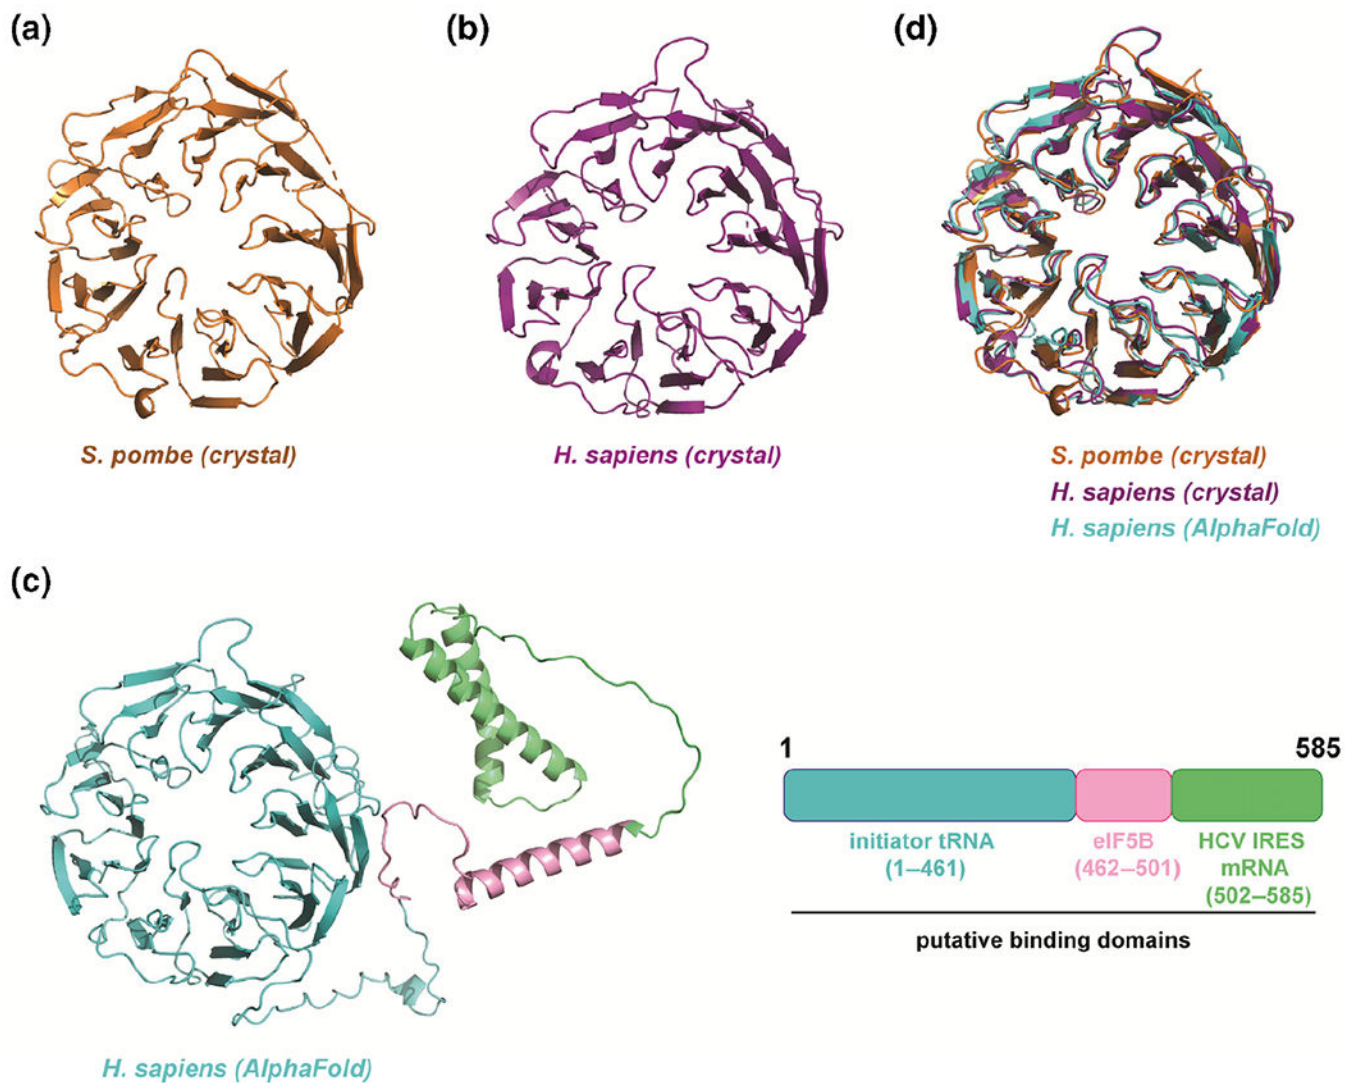 (a)
(b)
(d)
S. pombe (crystal)
H. sapiens (crystal)
S. pombe (crystal)
H. sapiens (crystal)
H. sapiens (AlphaFold)
(c)
1
585
initiator tRNA
(1–461)
eIF5B
(462–501)
HCV IRES
mRNA
(502–585)
putative binding domains
H. sapiens (AlphaFold)